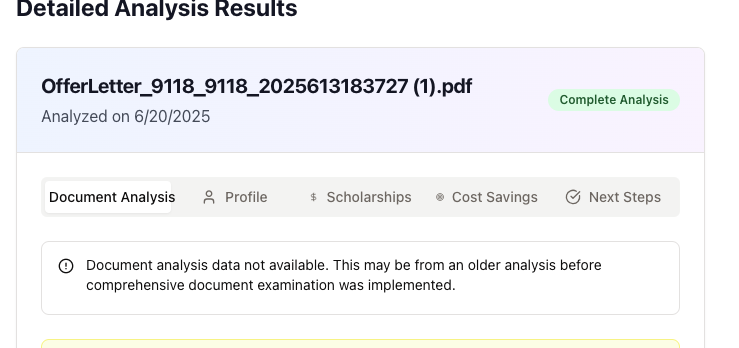 Detailed Analysis Results
OfferLetter_9118_9118_2025613183727 (1).pdf
Analyzed on 6/20/2025
Complete Analysis
Document Analysis
Profile
$ Scholarships
Cost Savings
Next Steps
Document analysis data not available. This may be from an older analysis before
comprehensive document examination was implemented.